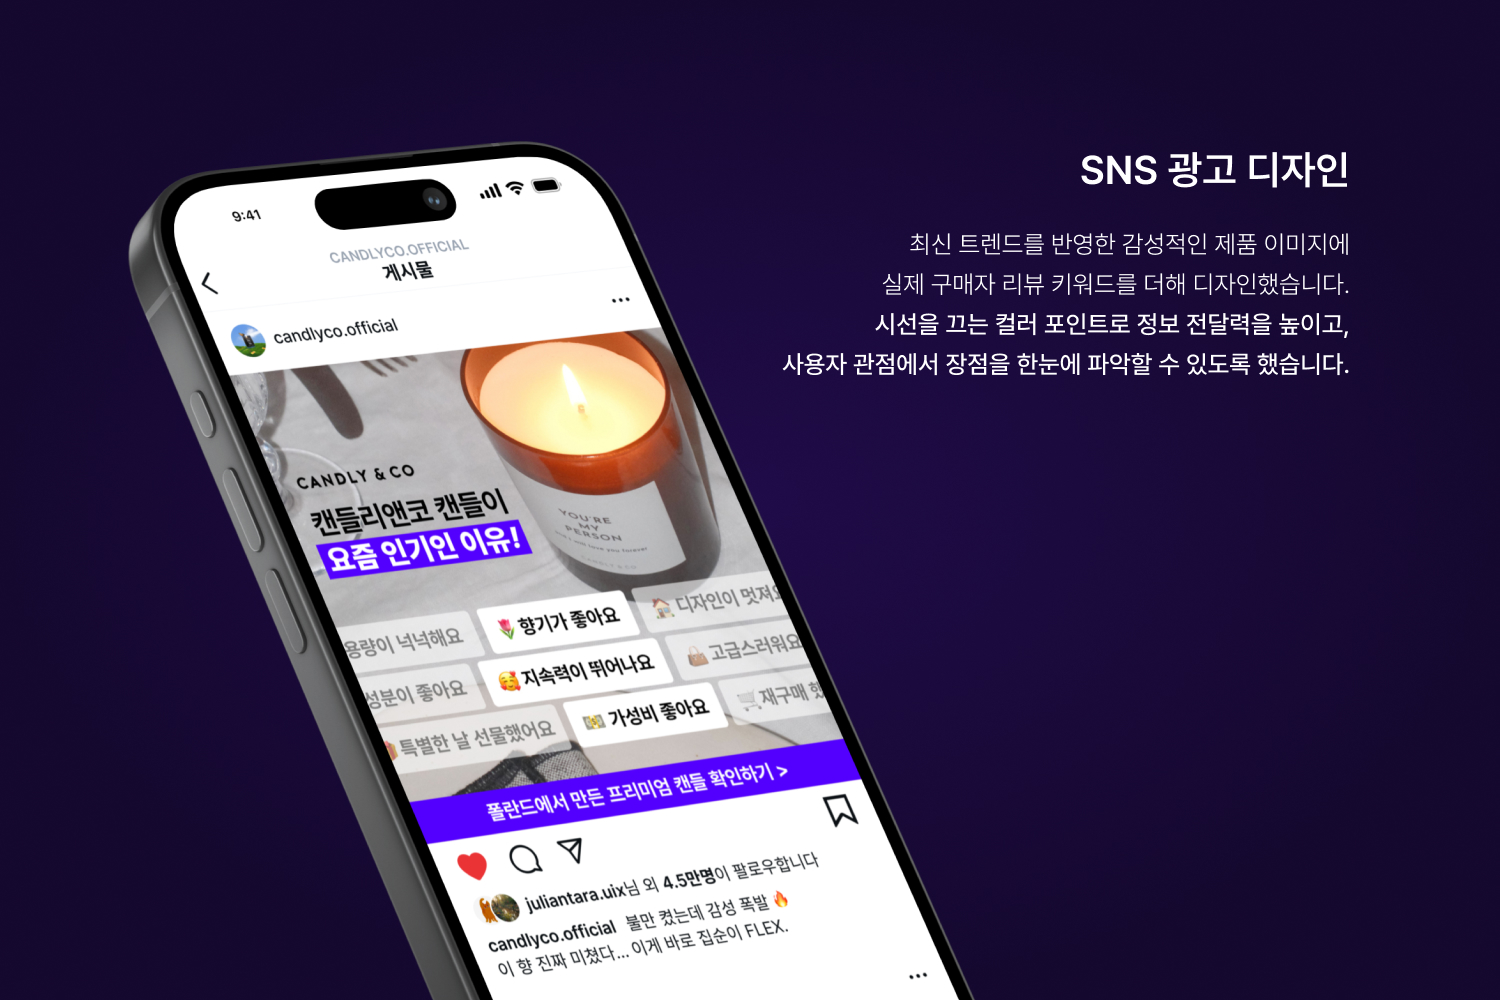 SNS 광고 디자인
최신 트렌드를 반영한 감성적인 제품 이미지에
실제 구매자 리뷰 키워드를 더해 디자인했습니다.
시선을 끄는 컬러 포인트로 정보 전달력을 높이고,
사용자 관점에서 장점을 한눈에 파악할 수 있도록 했습니다.
9:41
CANDLYCO.OFFICIAL
게시물
candlyco.official
CANDLY & CO
캔들리앤코 캔들이
요즘 인기인 이유!
YOU'RE
MY
PERSON
love you forever
CANDLY & CO
용량이 넉넉해요
향기가 좋아요
디자인이 멋져요
성분이 좋아요
지속력이 뛰어나요
고급스러워요
특별한 날 선물했어요
가성비 좋아요
재구매
폴란드에서 만든 프리미엄 캔들 확인하기 >
juliantara.uix님 외 4.5만명이 팔로우합니다
candlyco.official 불만 켰는데 감성 폭발 🔥
이 향 진짜 미쳤다... 이게 바로 집순이 FLEX.